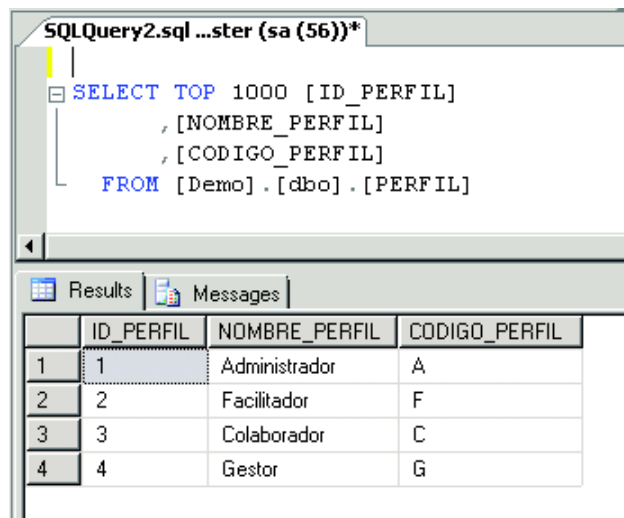 SQLQuery2.sql ...ster (sa (56))*
SELECT TOP 1000 [ID_PERFIL]
,[NOMBRE_PERFIL]
,[CODIGO_PERFIL]
FROM [Demo].[dbo].[PERFIL]
Results Messages
ID_PERFIL NOMBRE_PERFIL CODIGO_PERFIL
1 1 Administrador A
2 2 Facilitador F
3 3 Colaborador C
4 4 Gestor G